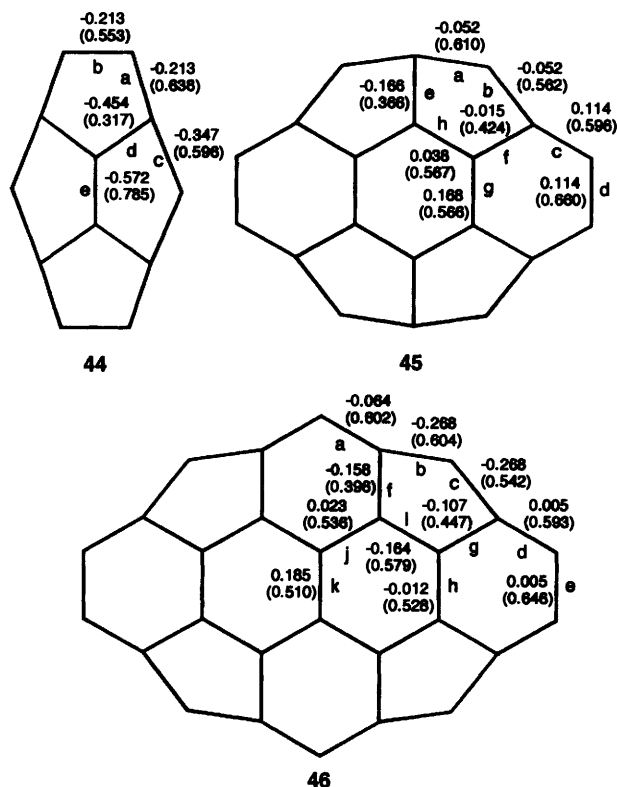 -0.213
(0.553)
b
a
-0.213
(0.636)
-0.454
(0.317)
d
c
-0.347
(0.596)
e
-0.572
(0.785)
44
-0.052
(0.610)
-0.166
(0.366)
e
a
b
-0.052
(0.562)
h
-0.015
(0.424)
0.114
(0.596)
f
c
0.038
(0.567)
g
0.168
(0.566)
0.114
(0.660)
d
45
-0.064
(0.602)
a
-0.268
(0.604)
b
c
-0.268
(0.542)
-0.158
(0.396)
f
0.023
(0.536)
i
-0.107
(0.447)
0.005
(0.593)
j
-0.164
(0.579)
g
d
0.185
(0.510)
k
-0.012
(0.528)
h
0.005
(0.646)
e
46